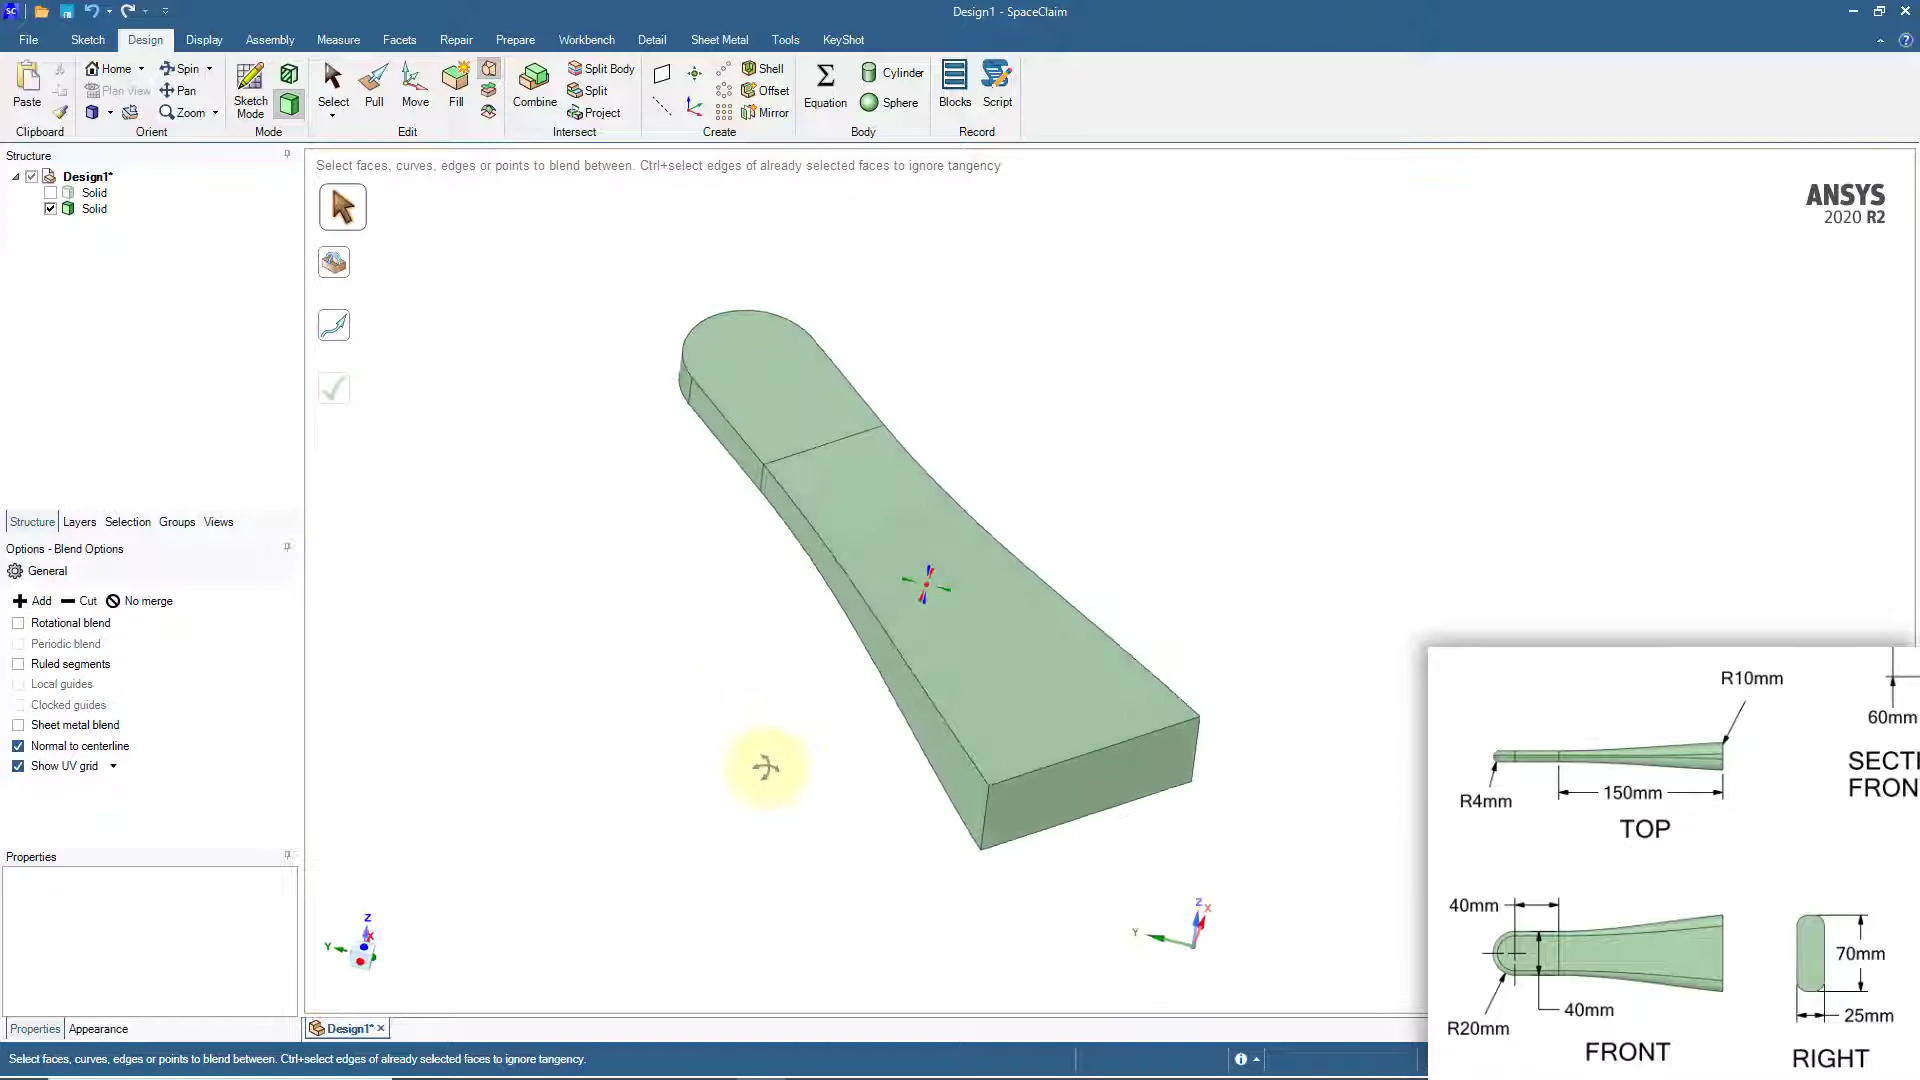 SC
Design1 - SpaceClaim
File Sketch Design Display Assembly Measure Facets Repair Prepare Workbench Detail Sheet Metal Tools KeyShot
Home Spin Split Body Shell Cylinder
Plan View Pan Split Offset Sphere
Zoom Project Mirror
Paste Sketch Mode Select Pull Move Fill Combine Equation Blocks Script
Clipboard Orient Mode Edit Intersect Create Body Record
Structure
Design1*
Solid
Solid
Select faces, curves, edges or points to blend between. Ctrl+select edges of already selected faces to ignore tangency
ANSYS
2020 R2
Structure Layers Selection Groups Views
Options - Blend Options
General
Add Cut No merge
Rotational blend
Periodic blend
Ruled segments
Local guides
Clocked guides
Sheet metal blend
Normal to centerline
Show UV grid
Properties
Properties Appearance
Z
X
Y
Z
X
Y
R10mm
60mm
R4mm
150mm
TOP
SECTI
FRON
40mm
70mm
40mm
25mm
R20mm
FRONT
RIGHT
Design1*
Select faces, curves, edges or points to blend between. Ctrl+select edges of already selected faces to ignore tangency.